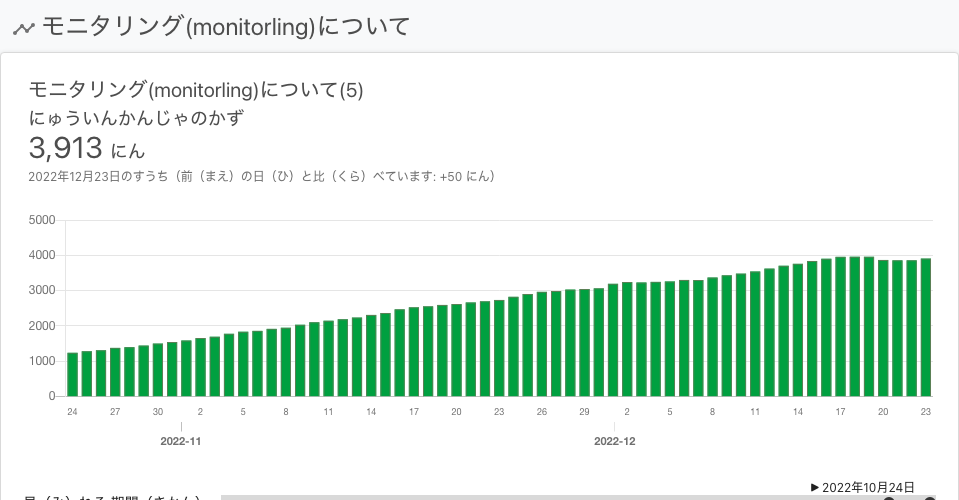 モニタリング(monitorling)について
モニタリング(monitorling)について(5)
にゅういんかんじゃのかず
3,913 にん
2022年12月23日のすうち（前（まえ）の日（ひ）と比（くら）べています: +50 にん）
5000
4000
3000
2000
1000
0
24 27 30 2 5 8 11 14 17 20 23 26 29 2 5 8 11 14 17 20 23
2022-11 2022-12
▶ 2022年10月24日